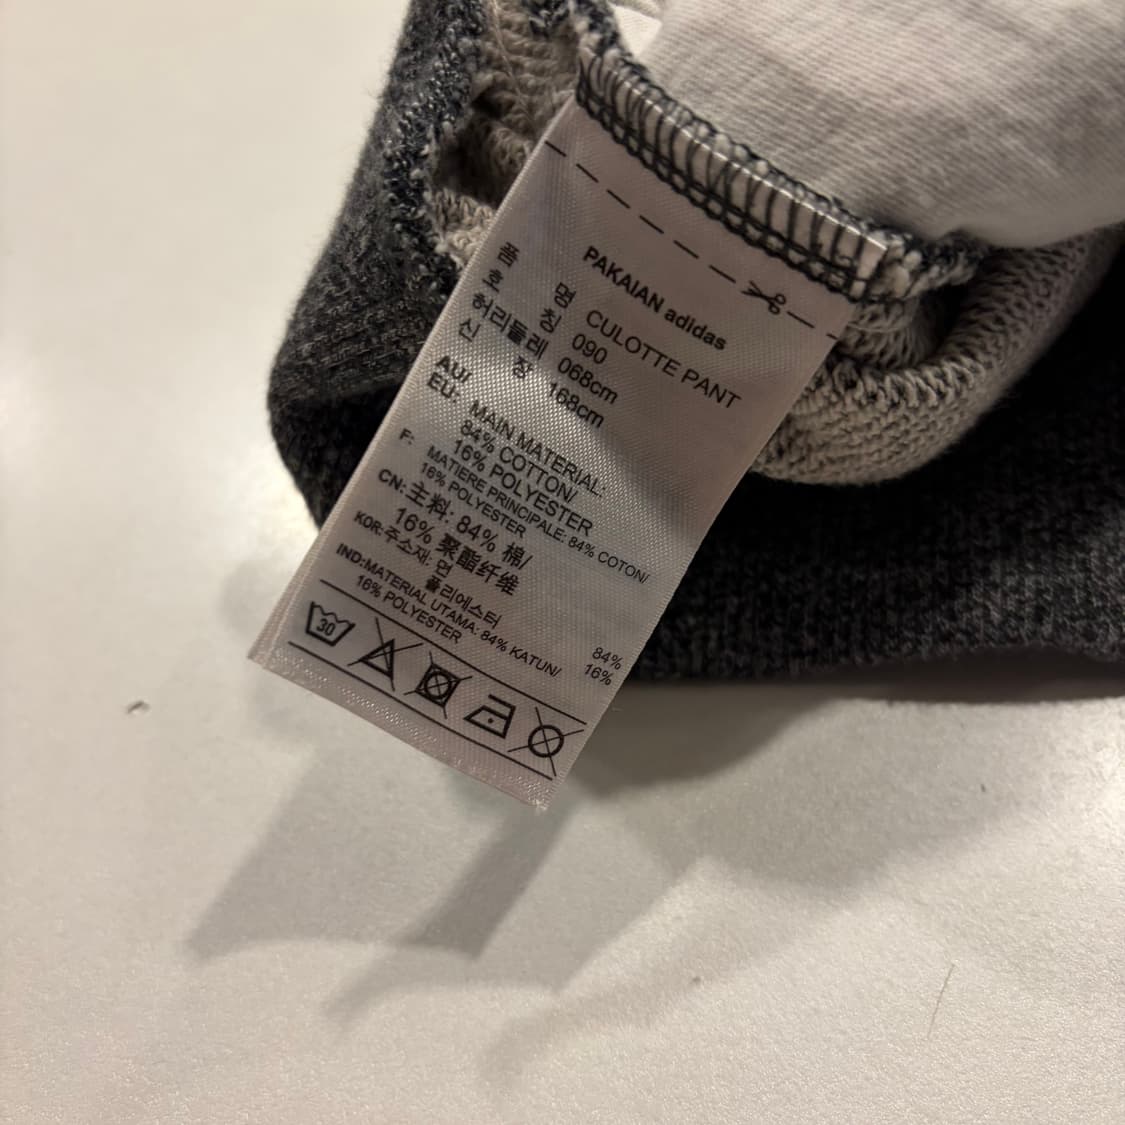 PAKAIAN adidas
품 명 CULOTTE PANT
호 칭 090
허리둘레 068cm
신 장 168cm
AU/
EU: MAIN MATERIAL:
84% COTTON/
16% POLYESTER
F: MATIERE PRINCIPALE: 84% COTON/
16% POLYESTER
CN: 主料: 84% 棉/
16% 聚酯纤维
KOR: 주소재: 면 84%
폴리에스터 16%
IND:MATERIAL UTAMA: 84% KATUN/
16% POLYESTER
30